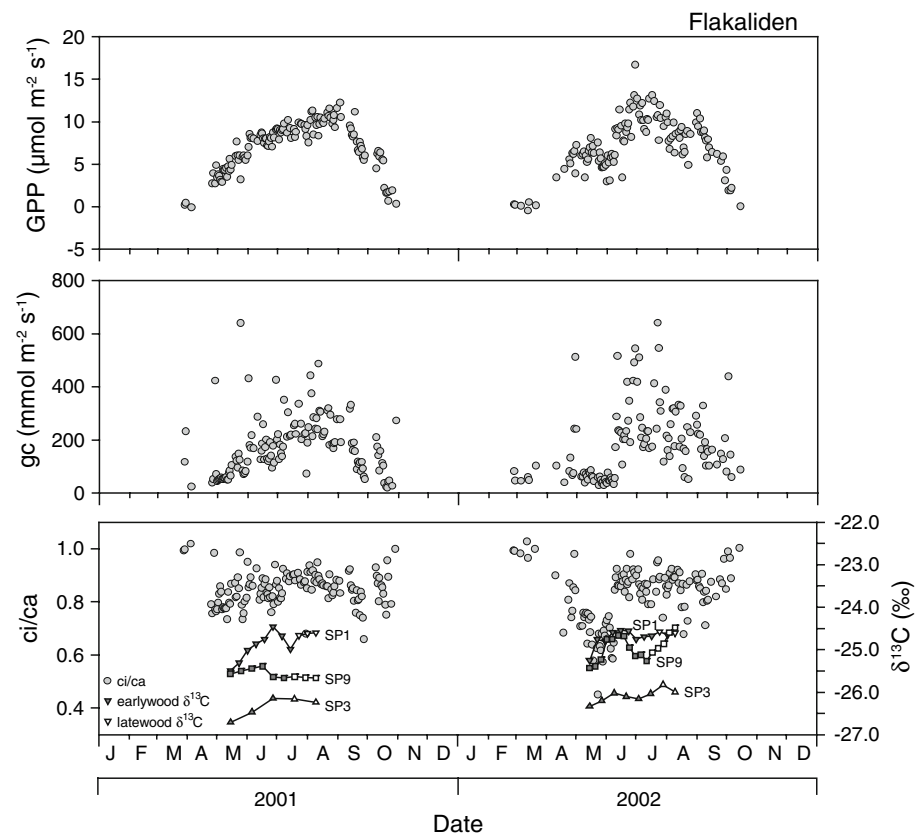 Flakaliden
GPP (µmol m⁻² s⁻¹)
20
15
10
5
0
-5
gc (mmol m⁻² s⁻¹)
800
600
400
200
0
ci/ca
1.0
0.8
0.6
0.4
δ¹³C (‰)
-22.0
-23.0
-24.0
-25.0
-26.0
-27.0
SP1
SP9
SP3
SP1
SP9
SP3
ci/ca
earlywood δ¹³C
latewood δ¹³C
J F M A M J J A S O N D J F M A M J J A S O N D
2001 2002
Date